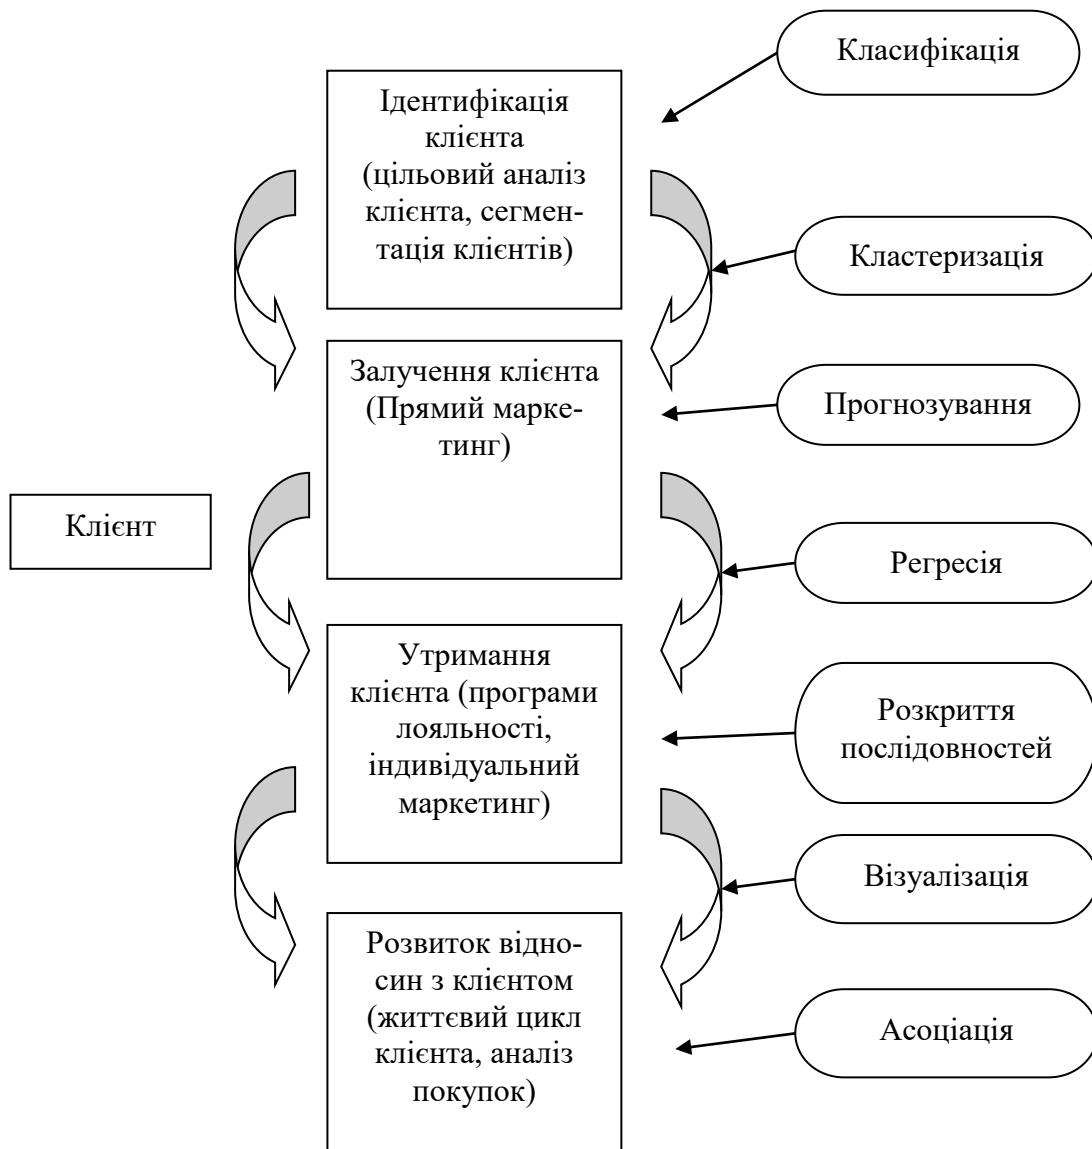 Класифікація
Ідентифікація
клієнта
(цільовий аналіз
клієнта, сегмен-
тація клієнтів)
Кластеризація
Залучення клієнта
(Прямий марке-
тинг)
Прогнозування
Клієнт
Регресія
Утримання
клієнта (програми
лояльності,
індивідуальний
маркетинг)
Розкриття
послідовностей
Візуалізація
Розвиток відно-
син з клієнтом
(життєвий цикл
клієнта, аналіз
покупок)
Асоціація